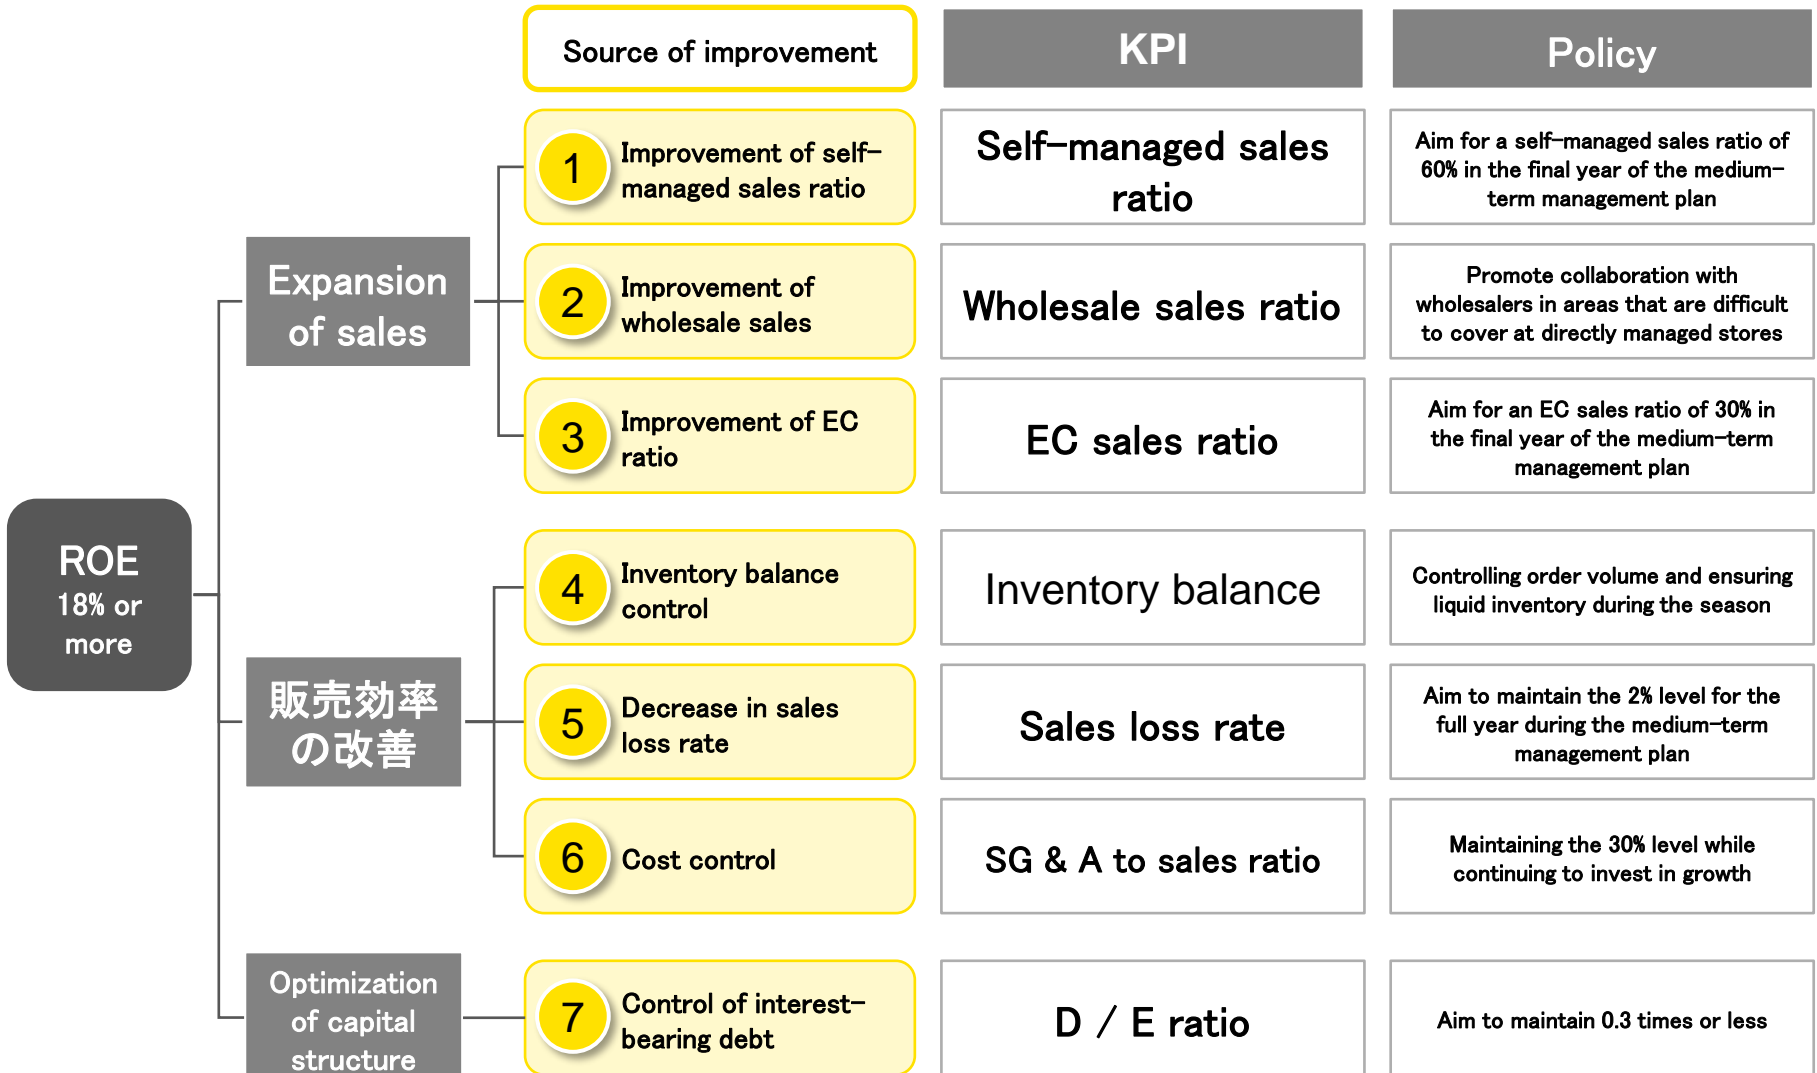 Source of improvement
KPI
Policy
ROE
18% or
more
Expansion
of sales
1
Improvement of self-
managed sales ratio
Self-managed sales
ratio
Aim for a self-managed sales ratio of
60% in the final year of the medium-
term management plan
2
Improvement of
wholesale sales
Wholesale sales ratio
Promote collaboration with
wholesalers in areas that are difficult
to cover at directly managed stores
3
Improvement of EC
ratio
EC sales ratio
Aim for an EC sales ratio of 30% in
the final year of the medium-term
management plan
販売効率
の改善
4
Inventory balance
control
Inventory balance
Controlling order volume and ensuring
liquid inventory during the season
5
Decrease in sales
loss rate
Sales loss rate
Aim to maintain the 2% level for the
full year during the medium-term
management plan
6
Cost control
SG & A to sales ratio
Maintaining the 30% level while
continuing to invest in growth
Optimization
of capital
structure
7
Control of interest-
bearing debt
D / E ratio
Aim to maintain 0.3 times or less